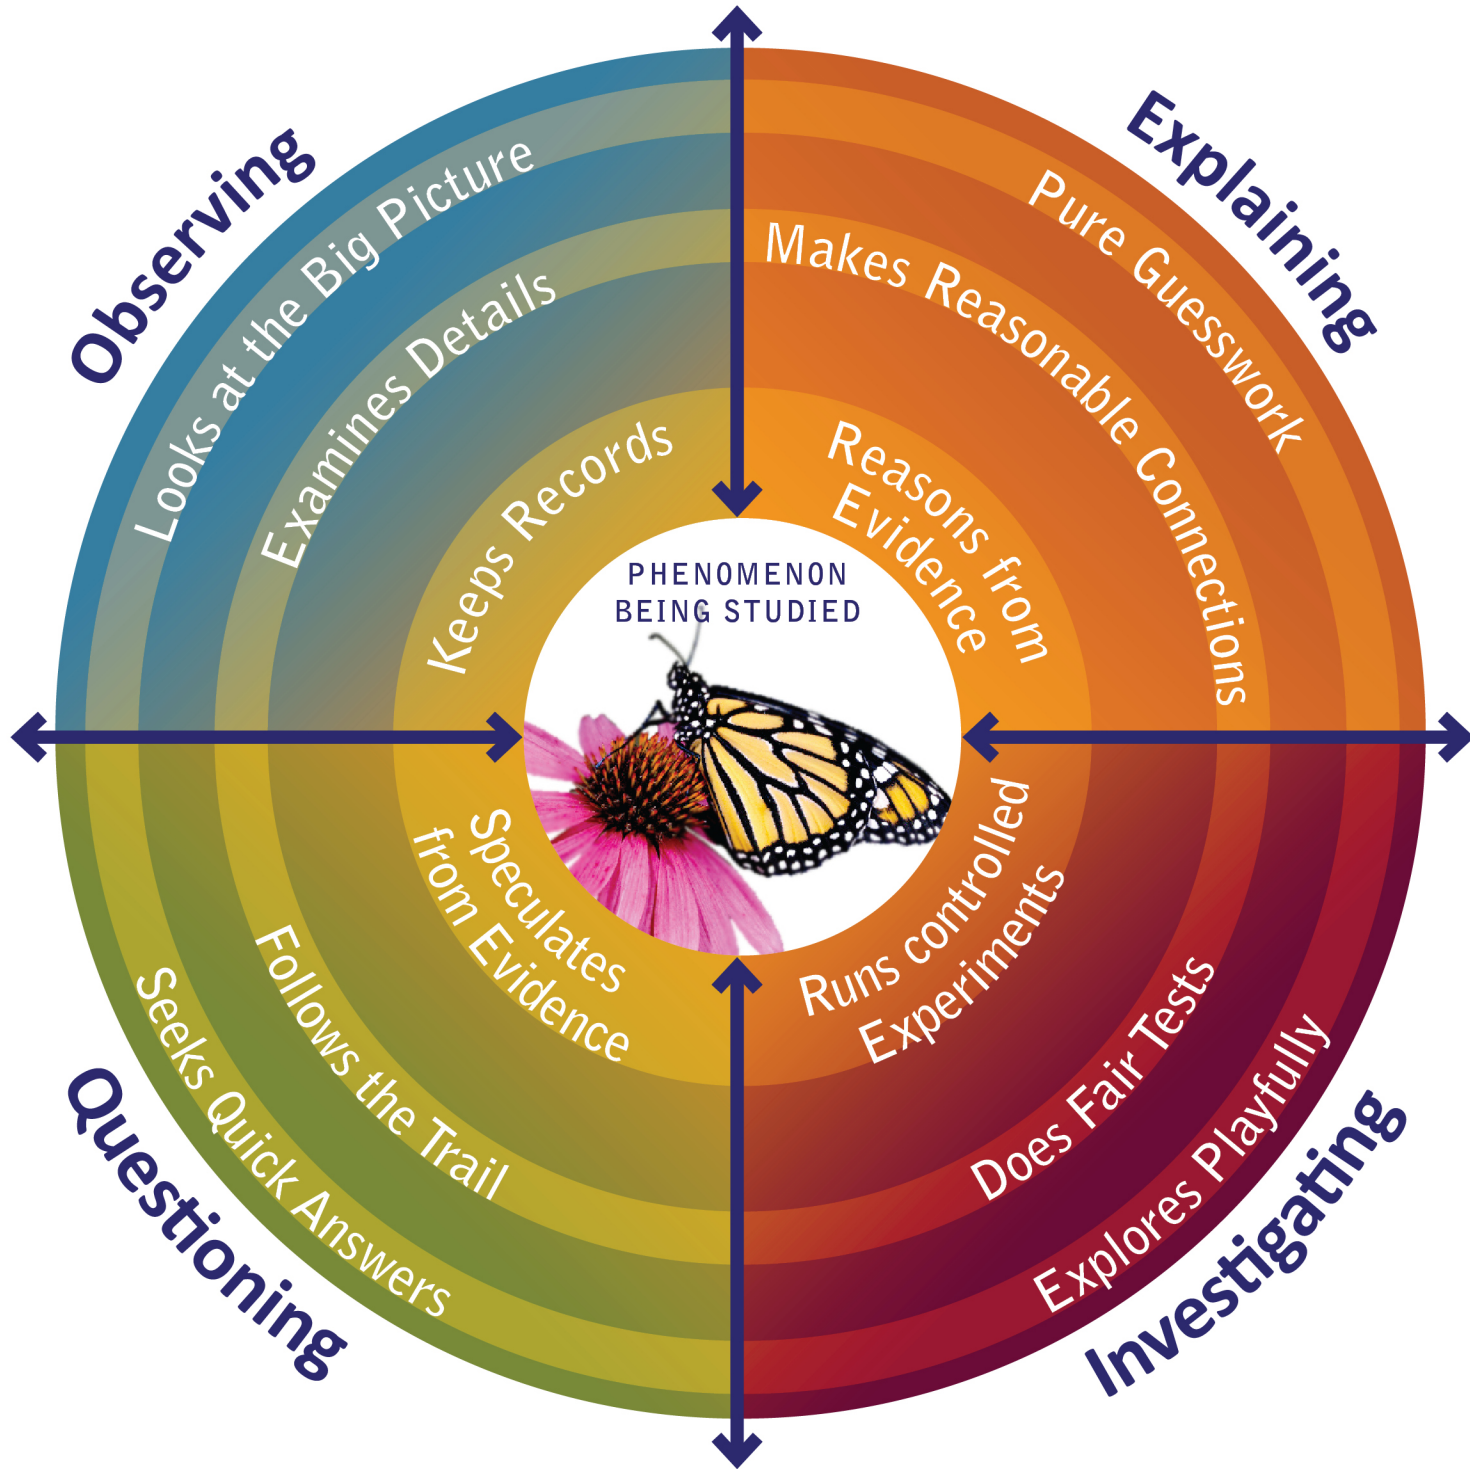 Observing
Looks at the Big Picture
Examines Details
Keeps Records
Explaining
Pure Guesswork
Makes Reasonable Connections
Reasons from
Evidence
PHENOMENON
BEING STUDIED
Questioning
Seeks Quick Answers
Follows the Trail
Speculates
from Evidence
Investigating
Runs controlled
Experiments
Does Fair Tests
Explores Playfully